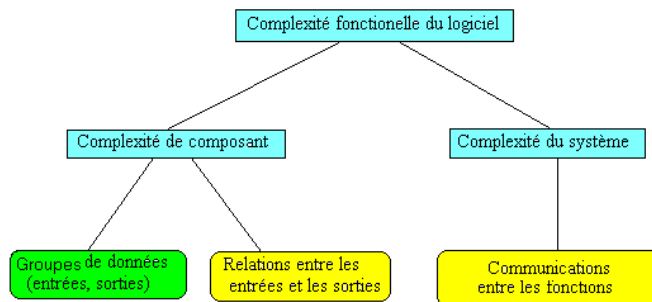 Complexité fonctionelle du logiciel
Complexité de composant
Complexité du système
Groupes de données
(entrées, sorties)
Relations entre les
entrées et les sorties
Communications
entre les fonctions